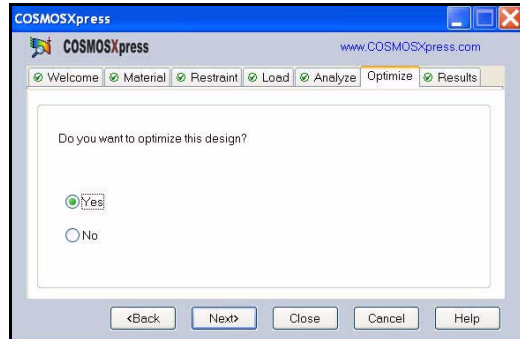 COSMOSXpress
COSMOSXpress www.COSMOSXpress.com
Welcome Material Restraint Load Analyze Optimize Results
Do you want to optimize this design?
Yes
No
<Back Next> Close Cancel Help